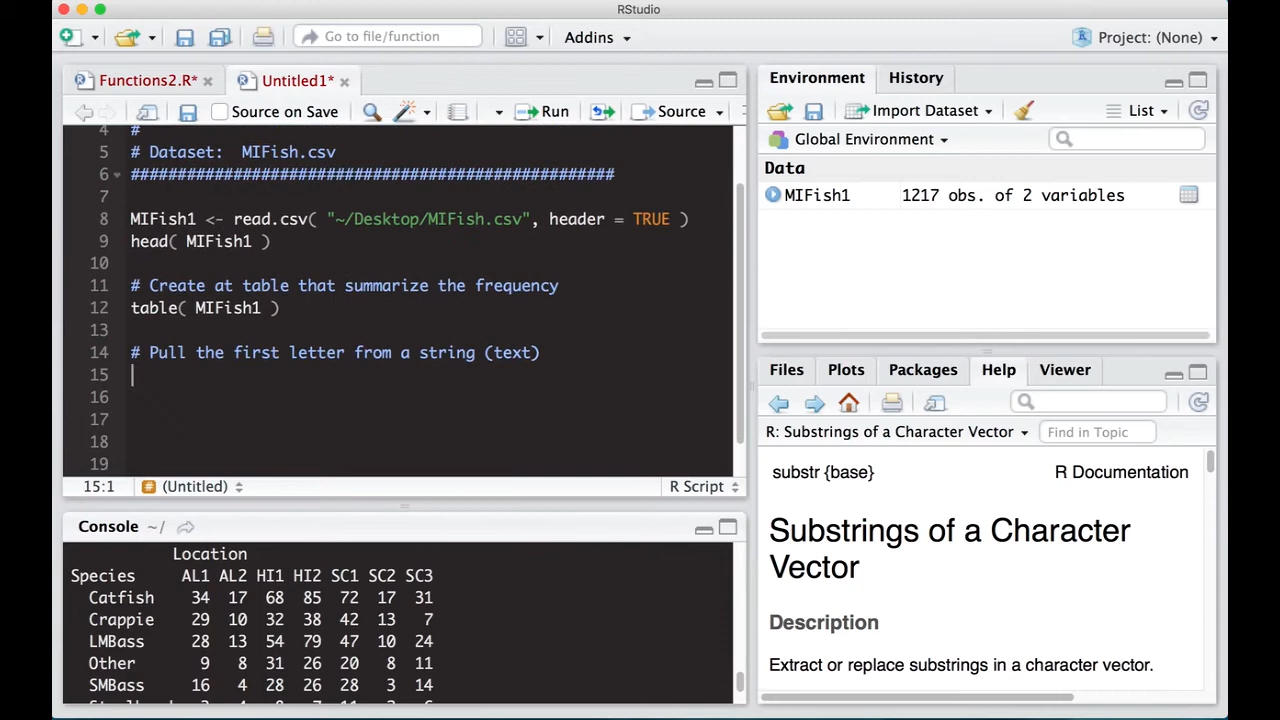 RStudio
Go to file/function
Addins
Project: (None)
Functions2.R*
Untitled1*
Source on Save
Run
Source
4 #
5 # Dataset:  MIFish.csv
6 ####################################################
7
8 MIFish1 <- read.csv( "~/Desktop/MIFish.csv", header = TRUE )
9 head( MIFish1 )
10
11 # Create at table that summarize the frequency
12 table( MIFish1 )
13
14 # Pull the first letter from a string (text)
15
16
17
18
19
15:1 # (Untitled) R Script
Console ~/
Location
Species AL1 AL2 HI1 HI2 SC1 SC2 SC3
Catfish 34 17 68 85 72 17 31
Crappie 29 10 32 38 42 13 7
LMBass 28 13 54 79 47 10 24
Other 9 8 31 26 20 8 11
SMBass 16 4 28 26 28 3 14
Environment History
Import Dataset List
Global Environment
Data
MIFish1 1217 obs. of 2 variables
Files Plots Packages Help Viewer
R: Substrings of a Character Vector Find in Topic
substr {base} R Documentation
Substrings of a Character
Vector
Description
Extract or replace substrings in a character vector.